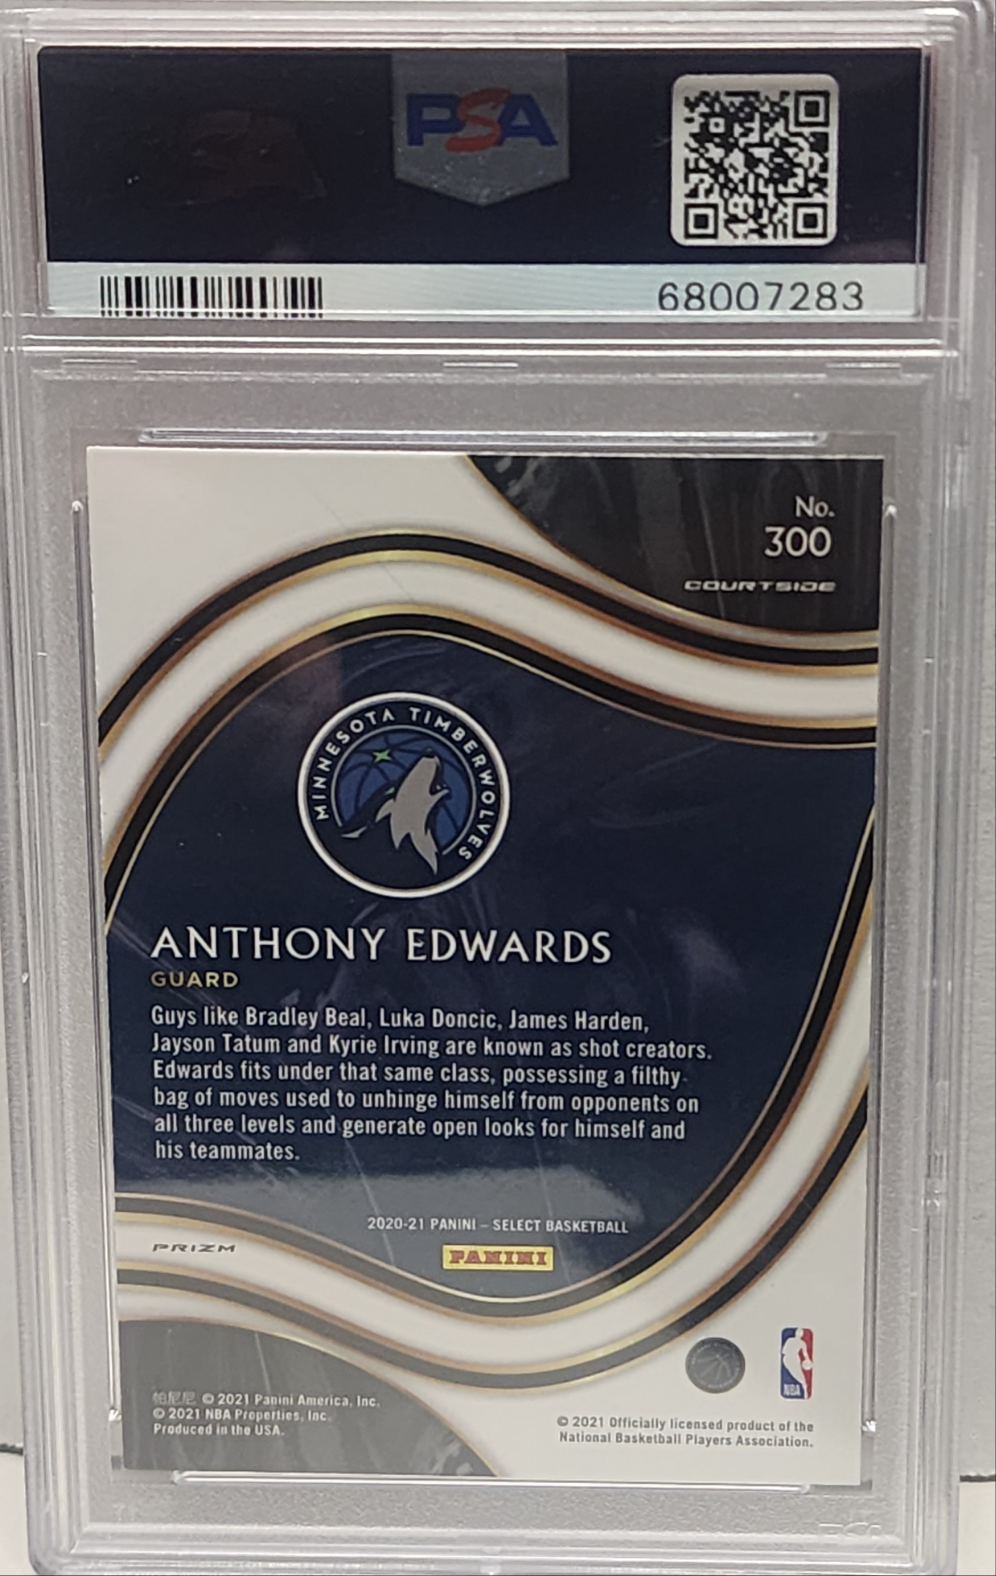 PSA
68007283
No.
300
COURTSIDE
MINNESOTA TIMBERWOLVES
ANTHONY EDWARDS
GUARD
Guys like Bradley Beal, Luka Doncic, James Harden,
Jayson Tatum and Kyrie Irving are known as shot creators.
Edwards fits under that same class, possessing a filthy
bag of moves used to unhinge himself from opponents on
all three levels and generate open looks for himself and
his teammates.
2020-21 PANINI – SELECT BASKETBALL
PRIZM
PANINI
NBA
帕尼尼 © 2021 Panini America, Inc.
© 2021 NBA Properties, Inc.
Produced in the USA.
© 2021 Officially licensed product of the
National Basketball Players Association.